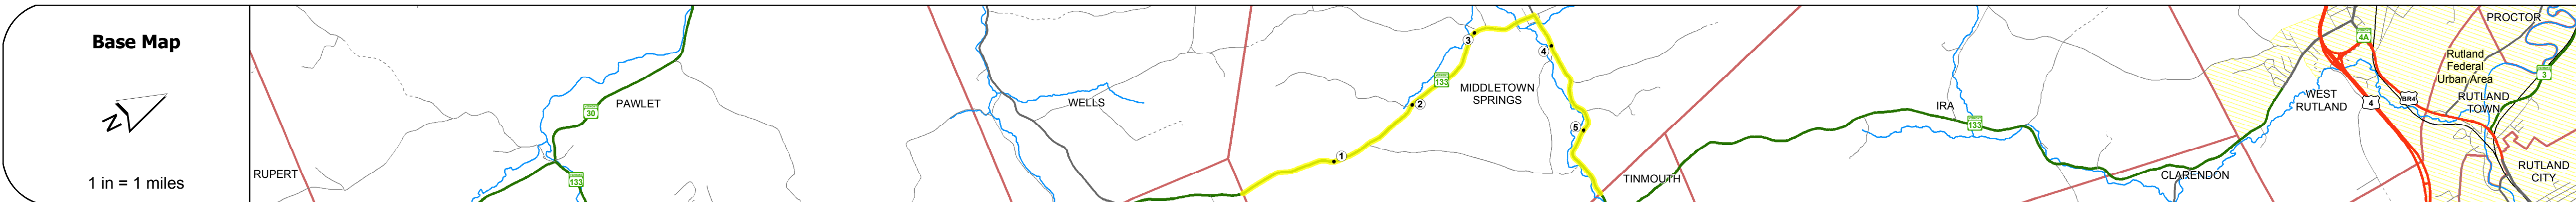 Base Map
N
1 in = 1 miles
RUPERT
PAWLET
30
133
WELLS
1
2
3
133
MIDDLETOWN
SPRINGS
4
5
TINMOUTH
IRA
133
CLARENDON
WEST
RUTLAND
4A
4
BR4
Rutland
Federal
Urban Area
PROCTOR
3
RUTLAND
TOWN
RUTLAND
CITY